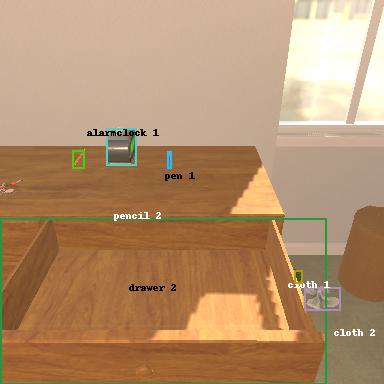 alarmclock 1
pen 1
pencil 2
drawer 2
cloth 1
cloth 2